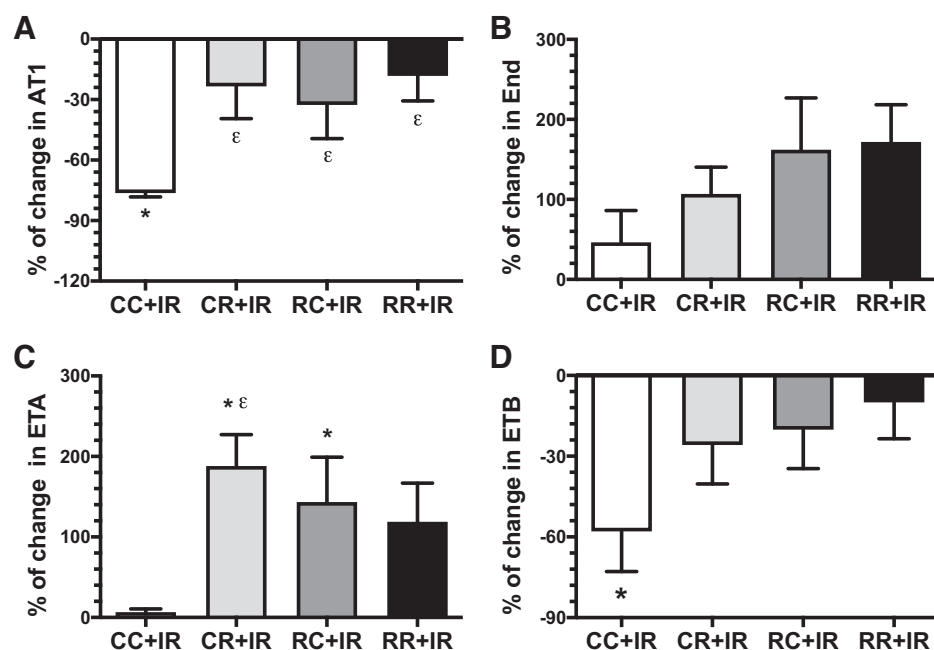 A
% of change in AT1
0
-30
-60
-90
-120
*
ε
ε
ε
CC+IR CR+IR RC+IR RR+IR
B
% of change in End
300
200
100
0
CC+IR CR+IR RC+IR RR+IR
C
% of change in ETA
300
200
100
0
* ε
*
CC+IR CR+IR RC+IR RR+IR
D
% of change in ETB
0
-30
-60
-90
*
CC+IR CR+IR RC+IR RR+IR